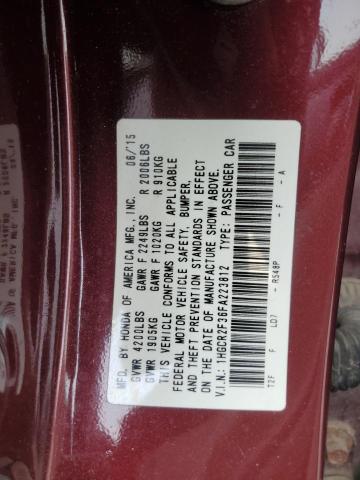 MFD. BY HONDA OF AMERICA MFG., INC. 06/'15
GVWR 4209LBS GAWR F 2249LBS R 2006LBS
GVWR 1905KG GAWR F 1020KG R 910KG
THIS VEHICLE CONFORMS TO ALL APPLICABLE
FEDERAL MOTOR VEHICLE SAFETY, BUMPER,
AND THEFT PREVENTION STANDARDS IN EFFECT
ON THE DATE OF MANUFACTURE SHOWN ABOVE.
V.I.N.: 1HGCR2F36FA223812 TYPE: PASSENGER CAR
T2F F LD7 - R548P - F - A